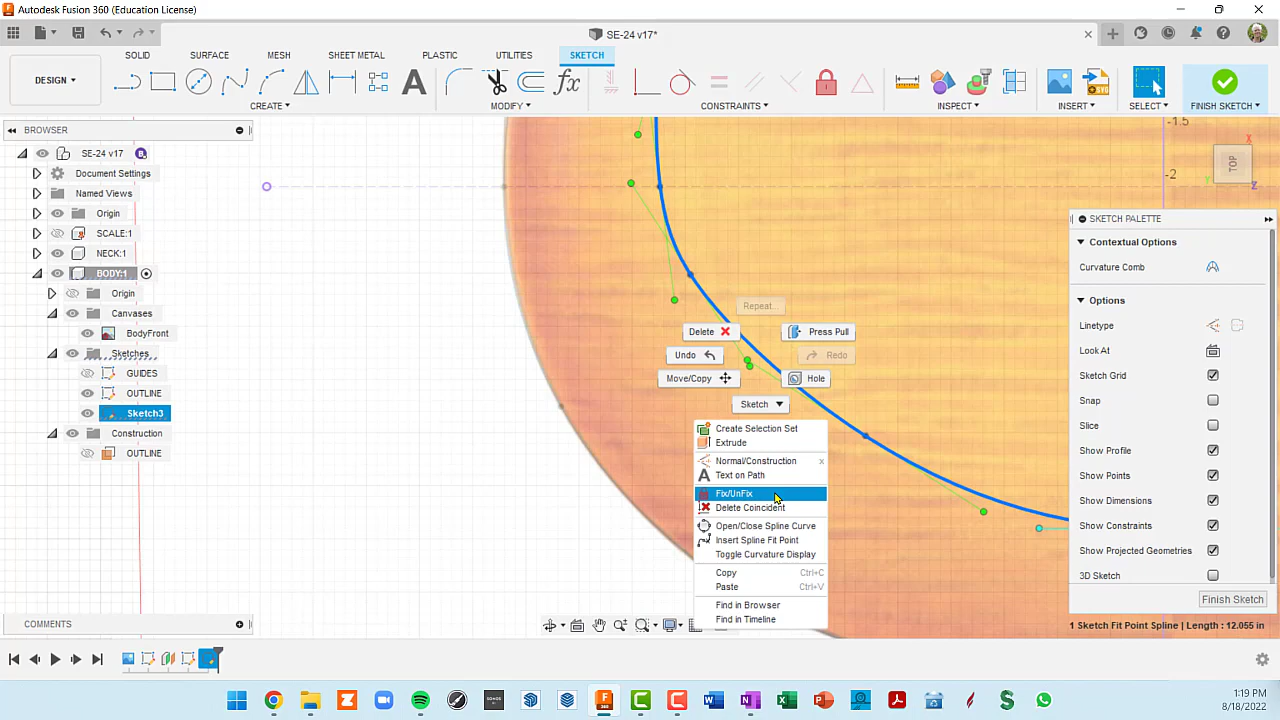 Autodesk Fusion 360 (Education License)
SE-24 v17*
DESIGN
SOLID
SURFACE
MESH
SHEET METAL
PLASTIC
UTILITIES
SKETCH
CREATE
MODIFY
CONSTRAINTS
INSPECT
INSERT
SELECT
FINISH SKETCH
BROWSER
SE-24 v17
Document Settings
Named Views
Origin
SCALE:1
NECK:1
BODY:1
Origin
Canvases
BodyFront
Sketches
GUIDES
OUTLINE
Sketch3
Construction
OUTLINE
COMMENTS
-1.5
-2
TOP
X
Y
Z
Repeat...
Delete
Press Pull
Undo
Redo
Move/Copy
Hole
Sketch
Create Selection Set
Extrude
Normal/Construction x
Text on Path
Fix/UnFix
Delete Coincident
Open/Close Spline Curve
Insert Spline Fit Point
Toggle Curvature Display
Copy Ctrl+C
Paste Ctrl+V
Find in Browser
Find in Timeline
SKETCH PALETTE
Contextual Options
Curvature Comb
Options
Linetype
Look At
Sketch Grid
Snap
Slice
Show Profile
Show Points
Show Dimensions
Show Constraints
Show Projected Geometries
3D Sketch
Finish Sketch
1 Sketch Fit Point Spline | Length : 12.055 in
1:19 PM
8/18/2022